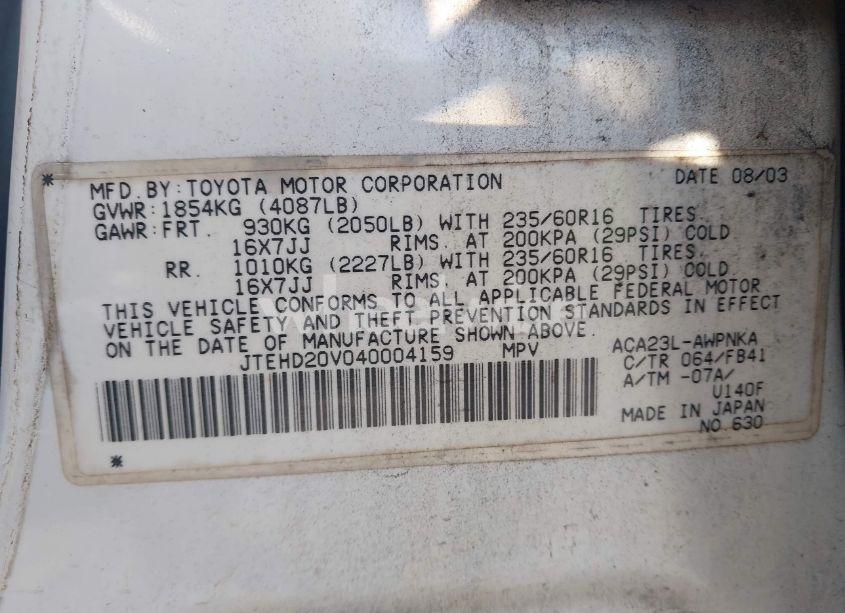 * MFD. BY: TOYOTA MOTOR CORPORATION DATE 08/03
GVWR: 1854KG (4087LB)
GAWR: FRT. 930KG (2050LB) WITH 235/60R16 TIRES.
16X7JJ RIMS. AT 200KPA (29PSI) COLD
RR. 1010KG (2227LB) WITH 235/60R16 TIRES.
16X7JJ RIMS. AT 200KPA (29PSI) COLD.
THIS VEHICLE CONFORMS TO ALL APPLICABLE FEDERAL MOTOR
VEHICLE SAFETY AND THEFT PREVENTION STANDARDS IN EFFECT
ON THE DATE OF MANUFACTURE SHOWN ABOVE.
JTEHD20V040004159 MPV
ACA23L-AWPNKA
C/TR 064/FB41
A/TM -07A/
U140F
MADE IN JAPAN
NO. 630
*